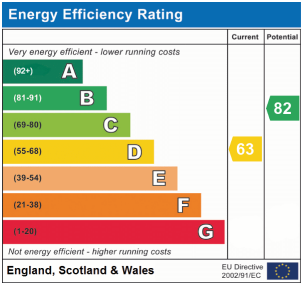 Energy Efficiency Rating
Current Potential
Very energy efficient - lower running costs
(92+) A
(81-91) B
82
(69-80) C
(55-68) D
63
(39-54) E
(21-38) F
(1-20) G
Not energy efficient - higher running costs
England, Scotland & Wales
EU Directive
2002/91/EC